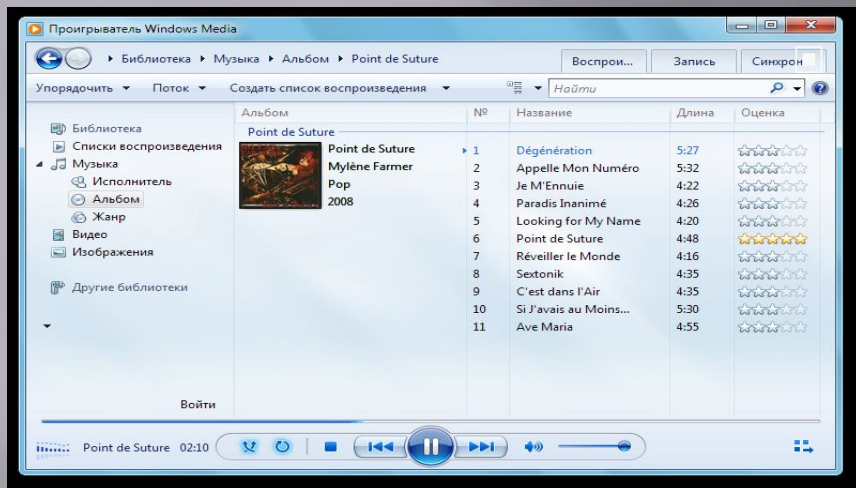 Проигрыватель Windows Media
Библиотека Музыка Альбом Point de Suture
Воспрои... Запись Синхрон
Упорядочить Поток Создать список воспроизведения Найти
Библиотека
Списки воспроизведения
Музыка
Исполнитель
Альбом
Жанр
Видео
Изображения
Другие библиотеки
Войти
Альбом № Название Длина Оценка
Point de Suture
Point de Suture
Mylène Farmer
Pop
2008
1 Dégénération 5:27
2 Appelle Mon Numéro 5:32
3 Je M'Ennuie 4:22
4 Paradis Inanimé 4:26
5 Looking for My Name 4:20
6 Point de Suture 4:48
7 Réveiller le Monde 4:16
8 Sextonik 4:35
9 C'est dans l'Air 4:35
10 Si J'avais au Moins... 5:30
11 Ave Maria 4:55
Point de Suture 02:10